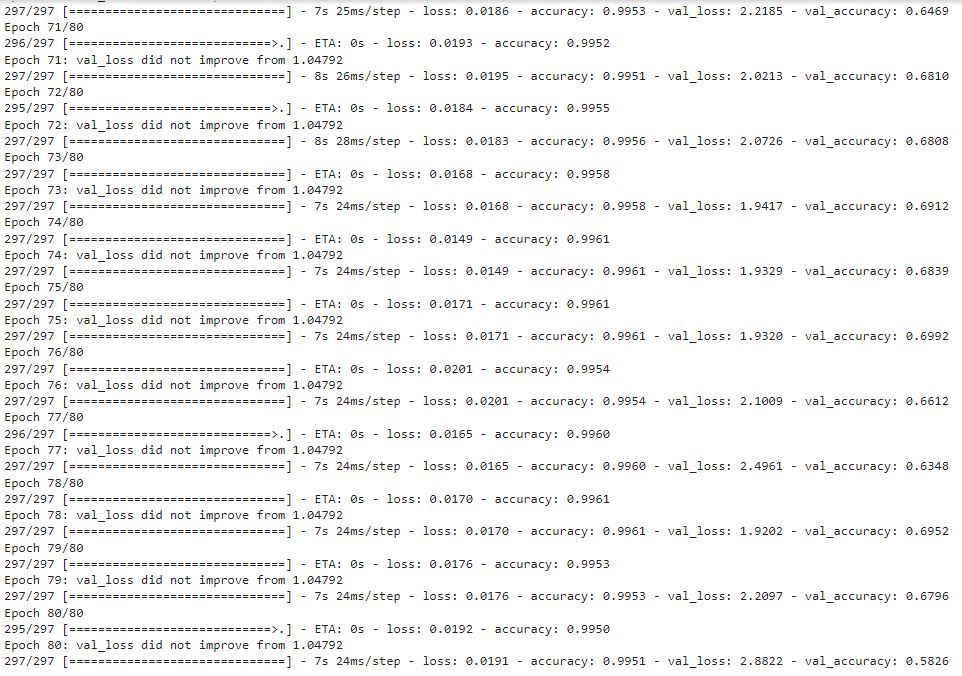 297/297 [==============================] - 7s 25ms/step - loss: 0.0186 - accuracy: 0.9953 - val_loss: 2.2185 - val_accuracy: 0.6469
Epoch 71/80
296/297 [============================>.] - ETA: 0s - loss: 0.0193 - accuracy: 0.9952
Epoch 71: val_loss did not improve from 1.04792
297/297 [==============================] - 8s 26ms/step - loss: 0.0195 - accuracy: 0.9951 - val_loss: 2.0213 - val_accuracy: 0.6810
Epoch 72/80
295/297 [============================>.] - ETA: 0s - loss: 0.0184 - accuracy: 0.9955
Epoch 72: val_loss did not improve from 1.04792
297/297 [==============================] - 8s 28ms/step - loss: 0.0183 - accuracy: 0.9956 - val_loss: 2.0726 - val_accuracy: 0.6808
Epoch 73/80
297/297 [==============================] - ETA: 0s - loss: 0.0168 - accuracy: 0.9958
Epoch 73: val_loss did not improve from 1.04792
297/297 [==============================] - 7s 24ms/step - loss: 0.0168 - accuracy: 0.9958 - val_loss: 1.9417 - val_accuracy: 0.6912
Epoch 74/80
297/297 [==============================] - ETA: 0s - loss: 0.0149 - accuracy: 0.9961
Epoch 74: val_loss did not improve from 1.04792
297/297 [==============================] - 7s 24ms/step - loss: 0.0149 - accuracy: 0.9961 - val_loss: 1.9329 - val_accuracy: 0.6839
Epoch 75/80
297/297 [==============================] - ETA: 0s - loss: 0.0171 - accuracy: 0.9961
Epoch 75: val_loss did not improve from 1.04792
297/297 [==============================] - 7s 24ms/step - loss: 0.0171 - accuracy: 0.9961 - val_loss: 1.9320 - val_accuracy: 0.6992
Epoch 76/80
297/297 [==============================] - ETA: 0s - loss: 0.0201 - accuracy: 0.9954
Epoch 76: val_loss did not improve from 1.04792
297/297 [==============================] - 7s 24ms/step - loss: 0.0201 - accuracy: 0.9954 - val_loss: 2.1009 - val_accuracy: 0.6612
Epoch 77/80
296/297 [============================>.] - ETA: 0s - loss: 0.0165 - accuracy: 0.9960
Epoch 77: val_loss did not improve from 1.04792
297/297 [==============================] - 7s 24ms/step - loss: 0.0165 - accuracy: 0.9960 - val_loss: 2.4961 - val_accuracy: 0.6348
Epoch 78/80
297/297 [==============================] - ETA: 0s - loss: 0.0170 - accuracy: 0.9961
Epoch 78: val_loss did not improve from 1.04792
297/297 [==============================] - 7s 24ms/step - loss: 0.0170 - accuracy: 0.9961 - val_loss: 1.9202 - val_accuracy: 0.6952
Epoch 79/80
297/297 [==============================] - ETA: 0s - loss: 0.0176 - accuracy: 0.9953
Epoch 79: val_loss did not improve from 1.04792
297/297 [==============================] - 7s 24ms/step - loss: 0.0176 - accuracy: 0.9953 - val_loss: 2.2097 - val_accuracy: 0.6796
Epoch 80/80
295/297 [============================>.] - ETA: 0s - loss: 0.0192 - accuracy: 0.9950
Epoch 80: val_loss did not improve from 1.04792
297/297 [==============================] - 7s 24ms/step - loss: 0.0191 - accuracy: 0.9951 - val_loss: 2.8822 - val_accuracy: 0.5826